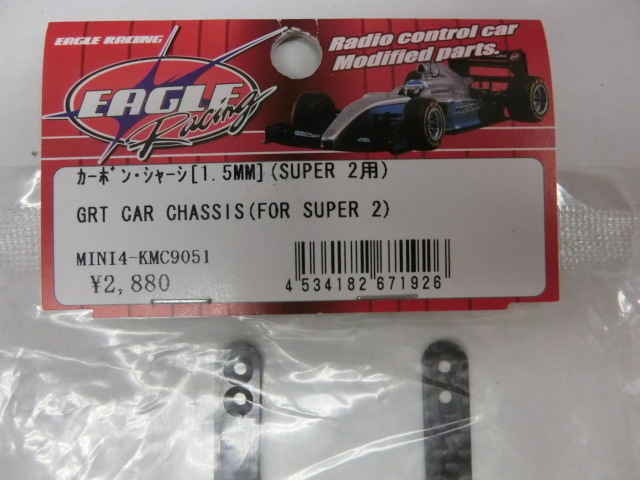 EAGLE RACING
Radio control car
Modified parts.
EAGLE
Racing
ｶｰﾎﾞﾝ･ｼｬｰｼ[1.5MM](SUPER 2用)
GRT CAR CHASSIS(FOR SUPER 2)
MINI4-KMC9051
¥2,880
4 534182 671926